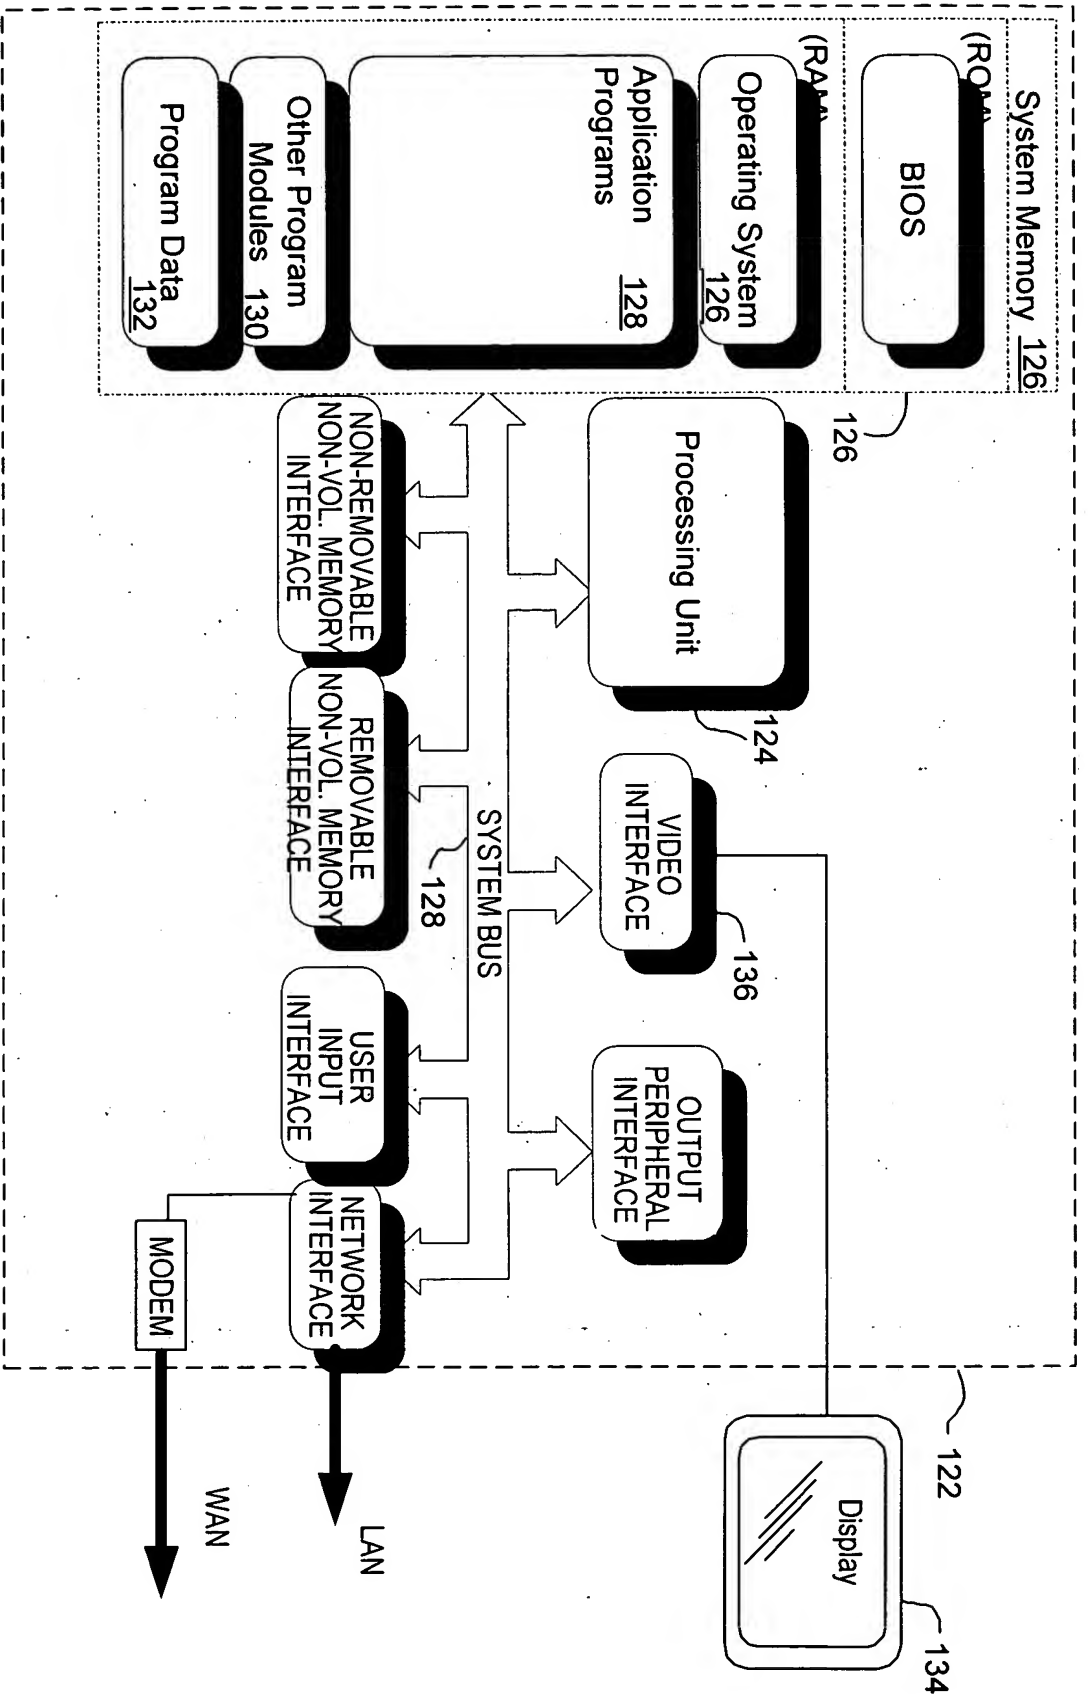 System Memory 126
(ROM)
BIOS
(RAM)
Operating System
126
Application
Programs
128
Other Program
Modules 130
Program Data
132
126
Processing Unit
124
VIDEO
INTERFACE
136
OUTPUT
PERIPHERAL
INTERFACE
SYSTEM BUS
128
NON-REMOVABLE
NON-VOL. MEMORY
INTERFACE
REMOVABLE
NON-VOL. MEMORY
INTERFACE
USER
INPUT
INTERFACE
NETWORK
INTERFACE
MODEM
122
Display
134
LAN
WAN